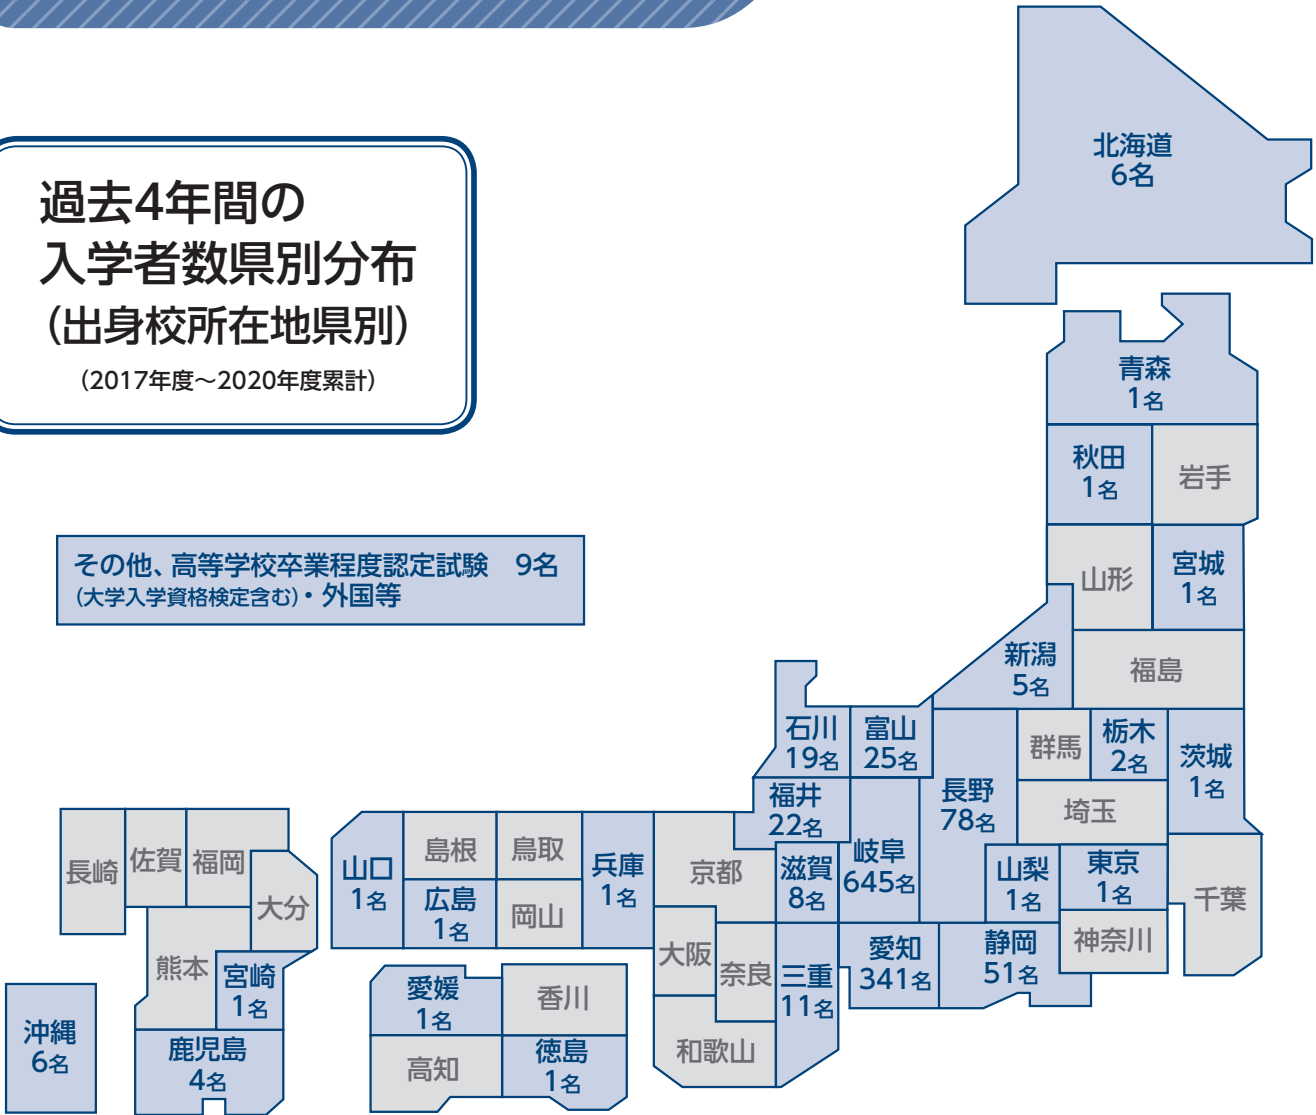 過去4年間の
入学者数県別分布
（出身校所在地県別）
（2017年度～2020年度累計）
その他、高等学校卒業程度認定試験　9名
（大学入学資格検定含む）・外国等
北海道
6名
青森
1名
秋田
1名
岩手
山形
宮城
1名
新潟
5名
福島
石川
19名
富山
25名
群馬
栃木
2名
茨城
1名
福井
22名
長野
78名
埼玉
長崎
佐賀
福岡
大分
山口
1名
島根
鳥取
兵庫
1名
京都
滋賀
8名
岐阜
645名
山梨
1名
東京
1名
千葉
広島
1名
岡山
熊本
宮崎
1名
大阪
奈良
三重
11名
愛知
341名
静岡
51名
神奈川
沖縄
6名
鹿児島
4名
愛媛
1名
香川
高知
徳島
1名
和歌山